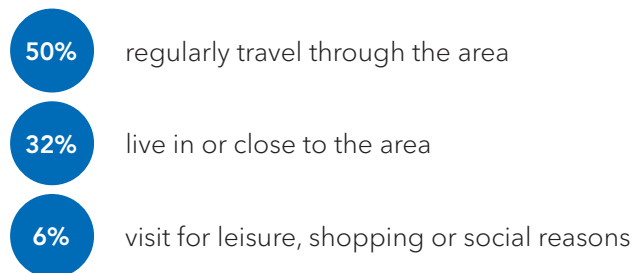 50% regularly travel through the area
32% live in or close to the area
6% visit for leisure, shopping or social reasons